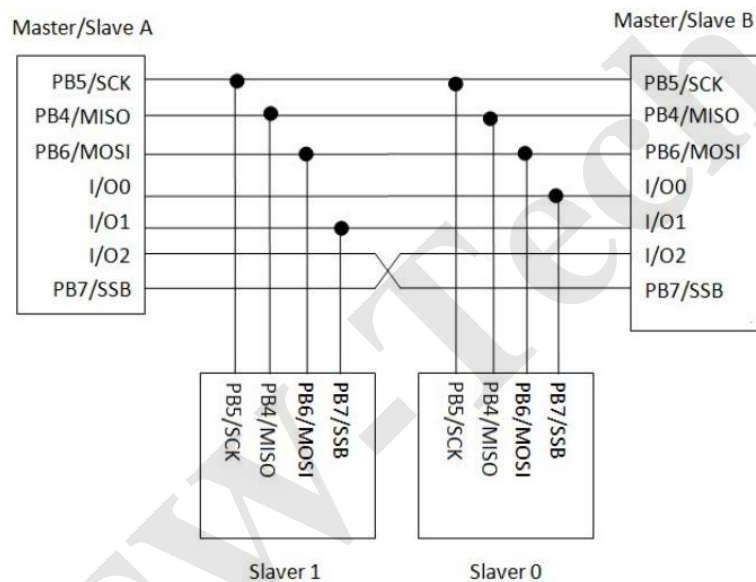 Master/Slave A
Master/Slave B
PB5/SCK
PB4/MISO
PB6/MOSI
I/O0
I/O1
I/O2
PB7/SSB
PB5/SCK
PB4/MISO
PB6/MOSI
I/O0
I/O1
I/O2
PB7/SSB
PB5/SCK
PB4/MISO
PB6/MOSI
PB7/SSB
PB5/SCK
PB4/MISO
PB6/MOSI
PB7/SSB
Slaver 1
Slaver 0